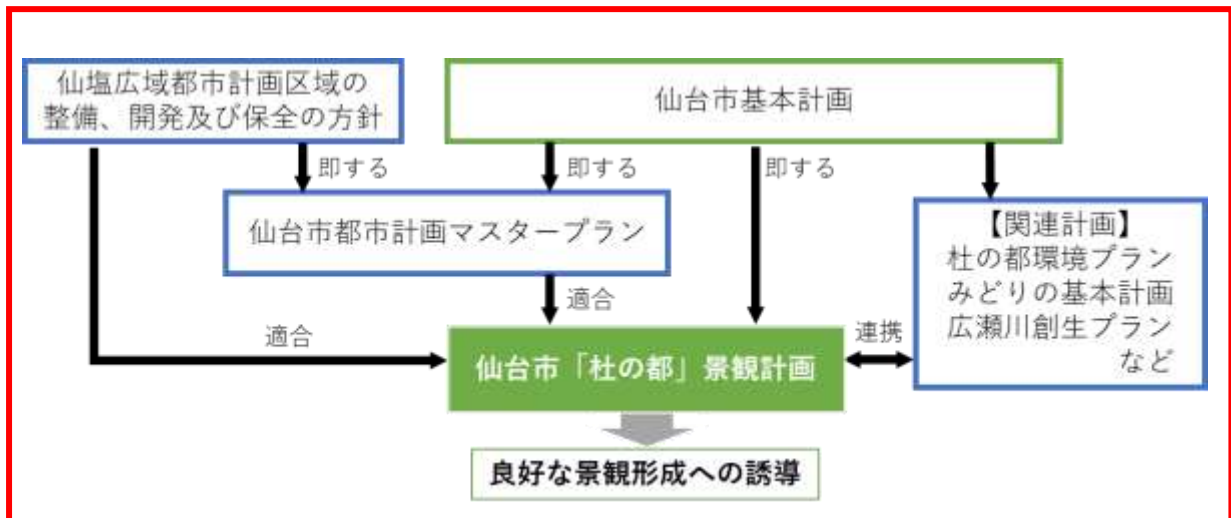 仙塩広域都市計画区域の
整備、開発及び保全の方針
仙台市基本計画
即する
即する
即する
仙台市都市計画マスタープラン
【関連計画】
杜の都環境プラン
みどりの基本計画
広瀬川創生プラン
など
適合
適合
連携
仙台市「杜の都」景観計画
良好な景観形成への誘導